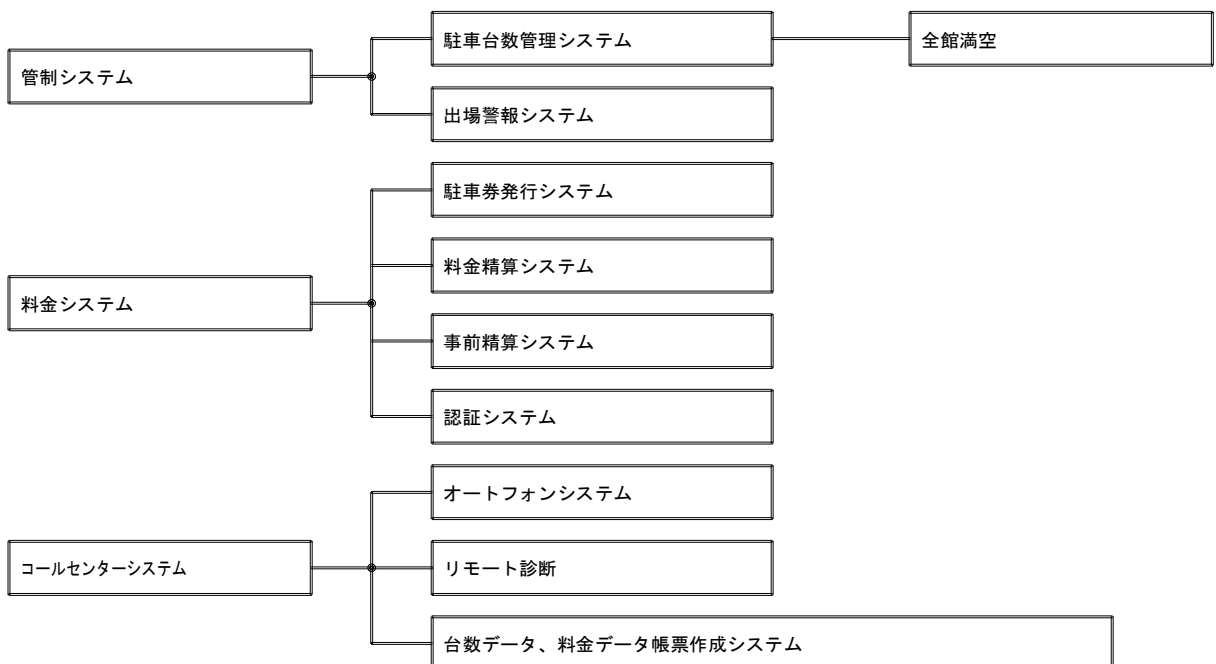 駐車台数管理システム
全館満空
管制システム
出場警報システム
駐車券発行システム
料金精算システム
料金システム
事前精算システム
認証システム
オートフォンシステム
コールセンターシステム
リモート診断
台数データ、料金データ帳票作成システム